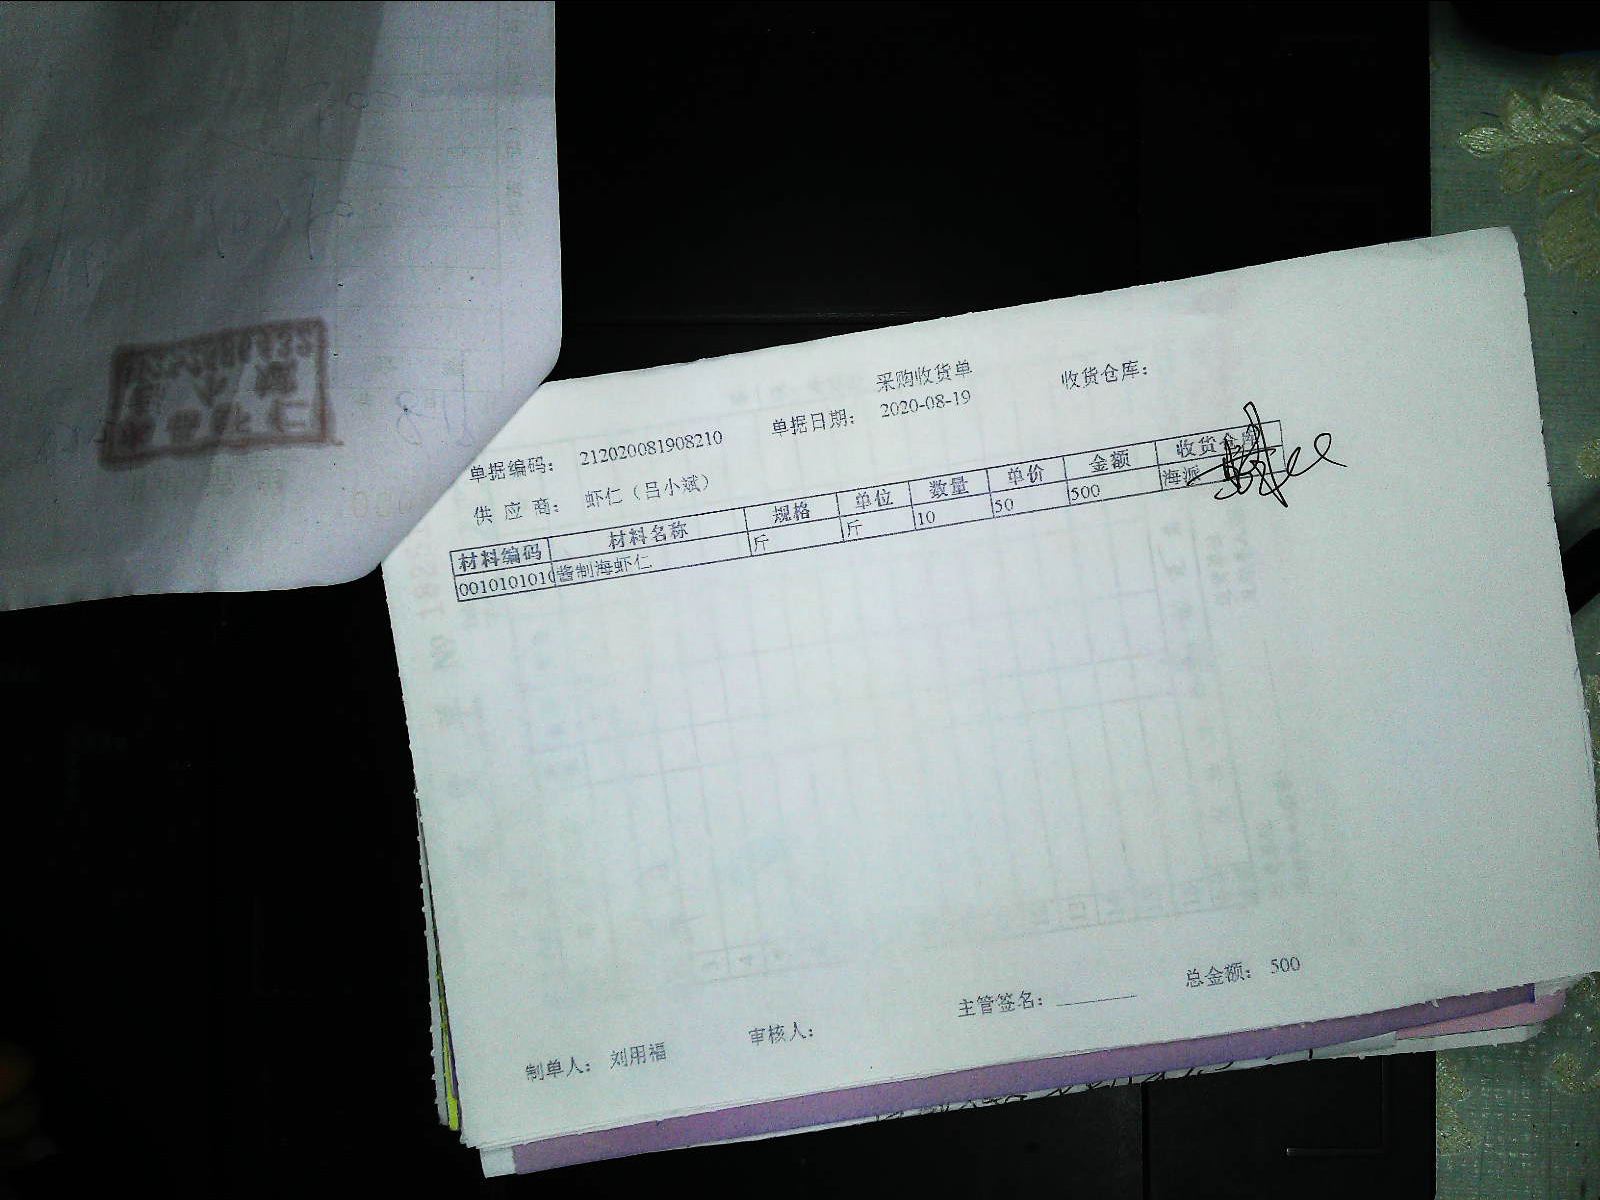 采购收货单
单据编码： 212020081908210 单据日期： 2020-08-19 收货仓库：
供 应 商： 虾仁（吕小斌）
材料编码 材料名称 规格 单位 数量 单价 金额 收货仓库
0010101010 酱制海虾仁 斤 斤 10 50 500 海派
制单人： 刘用福 审核人： 主管签名： 总金额： 500